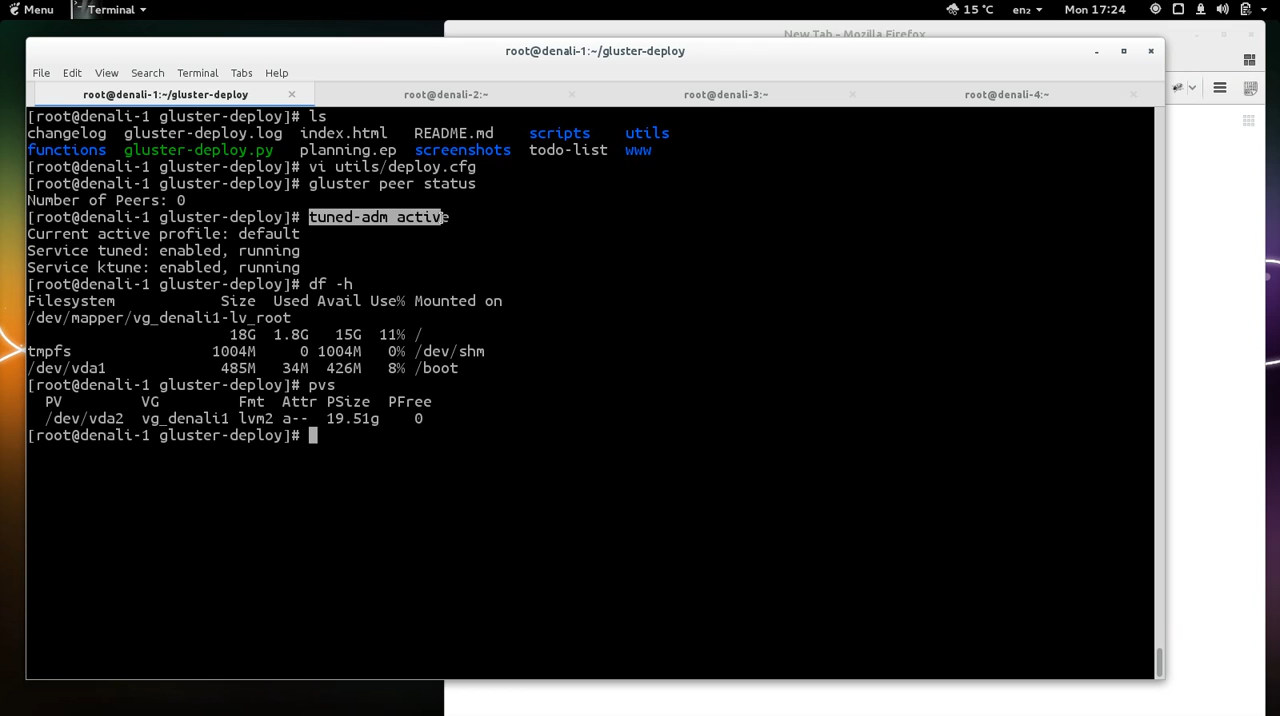 Menu Terminal 15 °C en₂ Mon 17:24
New Tab - Mozilla Firefox
root@denali-1:~/gluster-deploy
File Edit View Search Terminal Tabs Help
root@denali-1:~/gluster-deploy × root@denali-2:~ × root@denali-3:~ × root@denali-4:~ ×
[root@denali-1 gluster-deploy]# ls
changelog gluster-deploy.log index.html README.md scripts utils
functions gluster-deploy.py planning.ep screenshots todo-list www
[root@denali-1 gluster-deploy]# vi utils/deploy.cfg
[root@denali-1 gluster-deploy]# gluster peer status
Number of Peers: 0
[root@denali-1 gluster-deploy]# tuned-adm active
Current active profile: default
Service tuned: enabled, running
Service ktune: enabled, running
[root@denali-1 gluster-deploy]# df -h
Filesystem Size Used Avail Use% Mounted on
/dev/mapper/vg_denali1-lv_root
18G 1.8G 15G 11% /
tmpfs 1004M 0 1004M 0% /dev/shm
/dev/vda1 485M 34M 426M 8% /boot
[root@denali-1 gluster-deploy]# pvs
PV VG Fmt Attr PSize PFree
/dev/vda2 vg_denali1 lvm2 a-- 19.51g 0
[root@denali-1 gluster-deploy]#